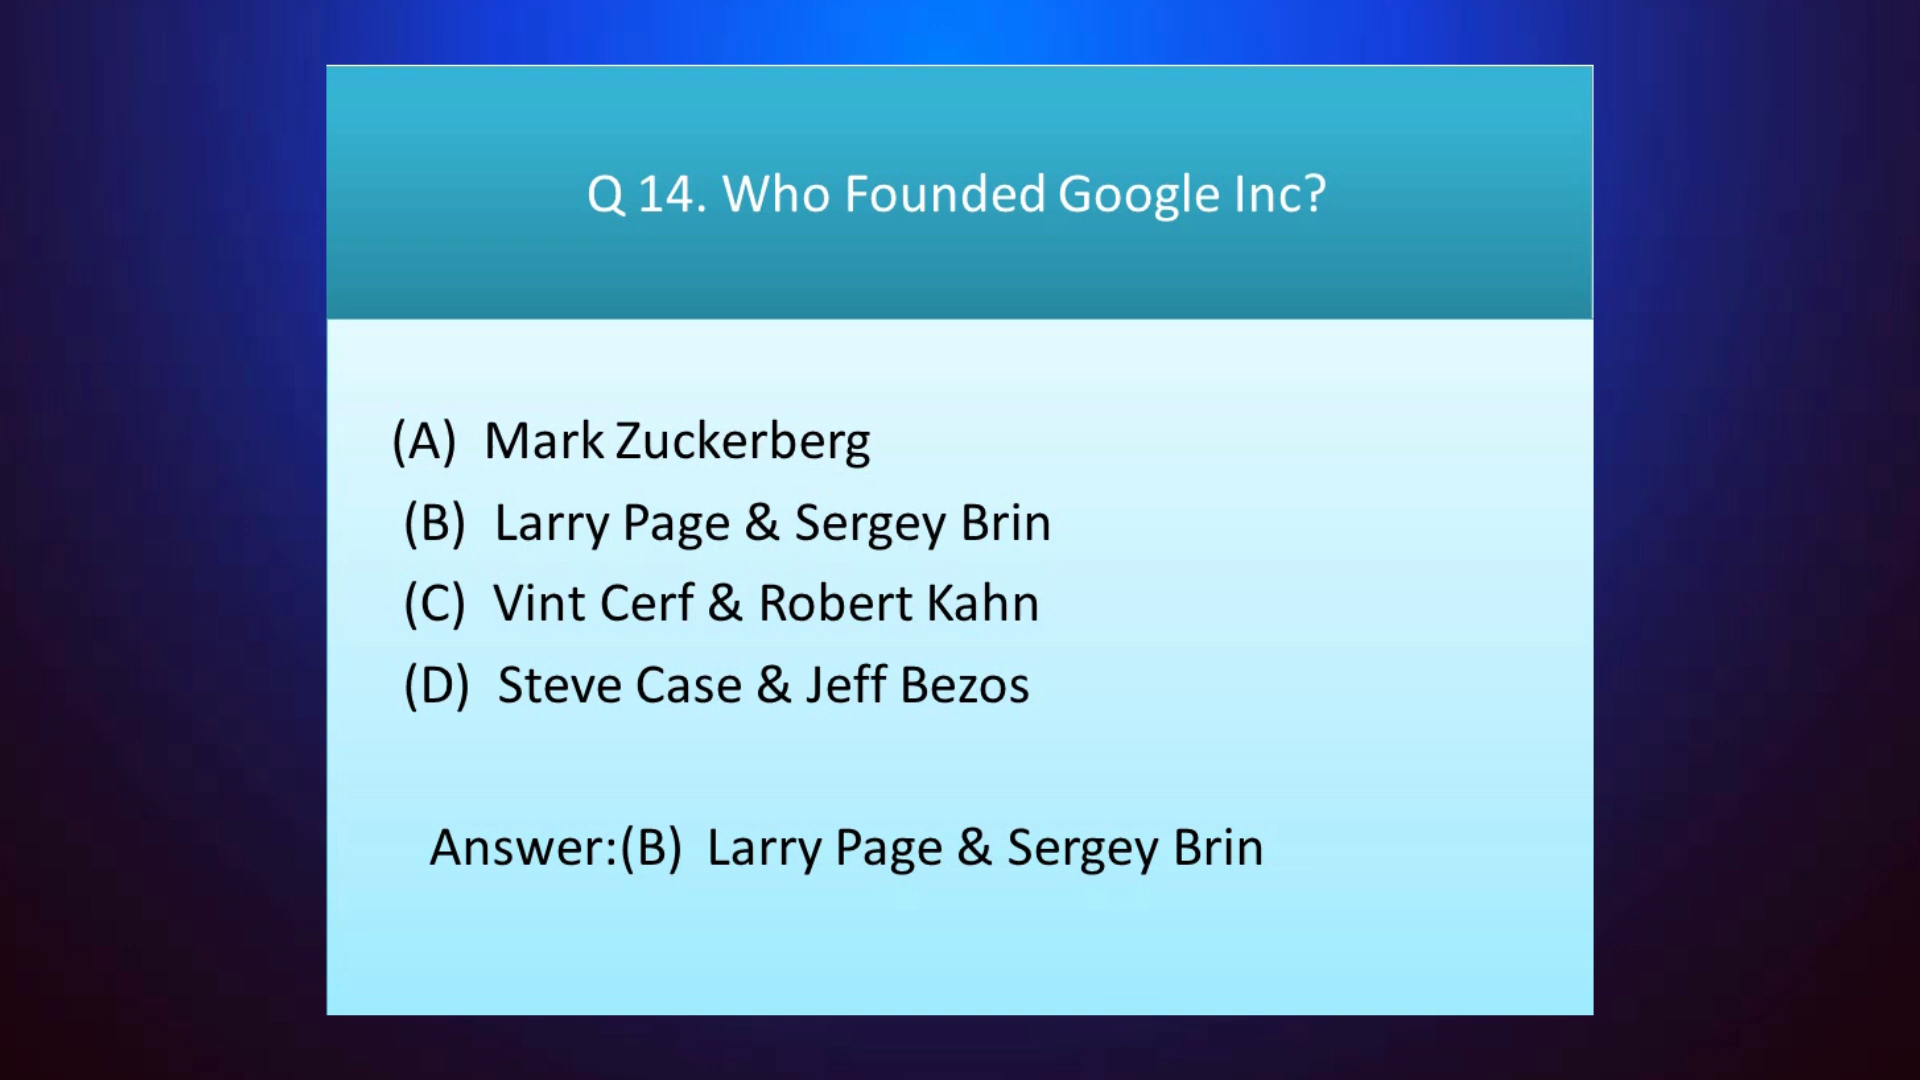 Q 14. Who Founded Google Inc?
(A) Mark Zuckerberg
(B) Larry Page & Sergey Brin
(C) Vint Cerf & Robert Kahn
(D) Steve Case & Jeff Bezos
Answer:(B) Larry Page & Sergey Brin